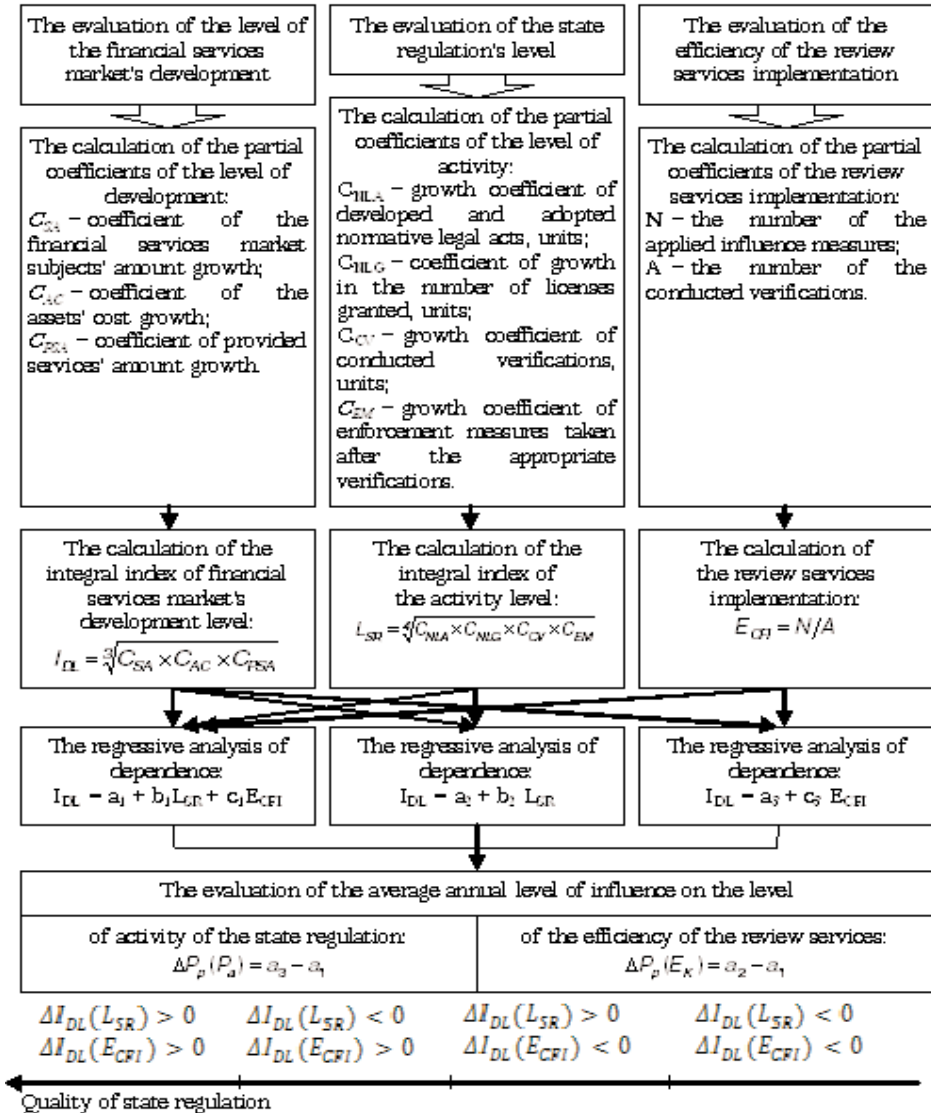 The evaluation of the level of
the financial services
market's development
The evaluation of the state
regulation's level
The evaluation of the
efficiency of the review
services implementation
The calculation of the partial
coefficients of the level of
development:
C_SA – coefficient of the
financial services market
subjects' amount growth;
C_AC – coefficient of the
assets' cost growth;
C_PSA – coefficient of provided
services' amount growth.
The calculation of the partial
coefficients of the level of
activity:
C_NLA – growth coefficient of
developed and adopted
normative legal acts, units;
C_NLG – coefficient of growth
in the number of licenses
granted, units;
C_CV – growth coefficient of
conducted verifications,
units;
C_EM – growth coefficient of
enforcement measures taken
after the appropriate
verifications.
The calculation of the partial
coefficients of the review
services implementation:
N – the number of the
applied influence measures;
A – the number of the
conducted verifications.
The calculation of the
integral index of financial
services market's
development level:
I_DL = ∛(C_SA × C_AC × C_PSA)
The calculation of the
integral index of
the activity level:
L_SR = ∜(C_NLA × C_NLG × C_CV × C_EM)
The calculation of
the review services
implementation:
E_CFI = N/A
The regressive analysis of
dependence:
I_DL = a_1 + b_1 L_SR + c_1 E_CFI
The regressive analysis of
dependence:
I_DL = a_2 + b_2 L_SR
The regressive analysis of
dependence:
I_DL = a_3 + c_3 E_CFI
The evaluation of the average annual level of influence on the level
of activity of the state regulation:
ΔP_p(P_a) = a_3 – a_1
of the efficiency of the review services:
ΔP_p(E_K) = a_2 – a_1
ΔI_DL(L_SR) > 0 ΔI_DL(L_SR) < 0 ΔI_DL(L_SR) > 0 ΔI_DL(L_SR) < 0
ΔI_DL(E_CFI) > 0 ΔI_DL(E_CFI) > 0 ΔI_DL(E_CFI) < 0 ΔI_DL(E_CFI) < 0
Quality of state regulation